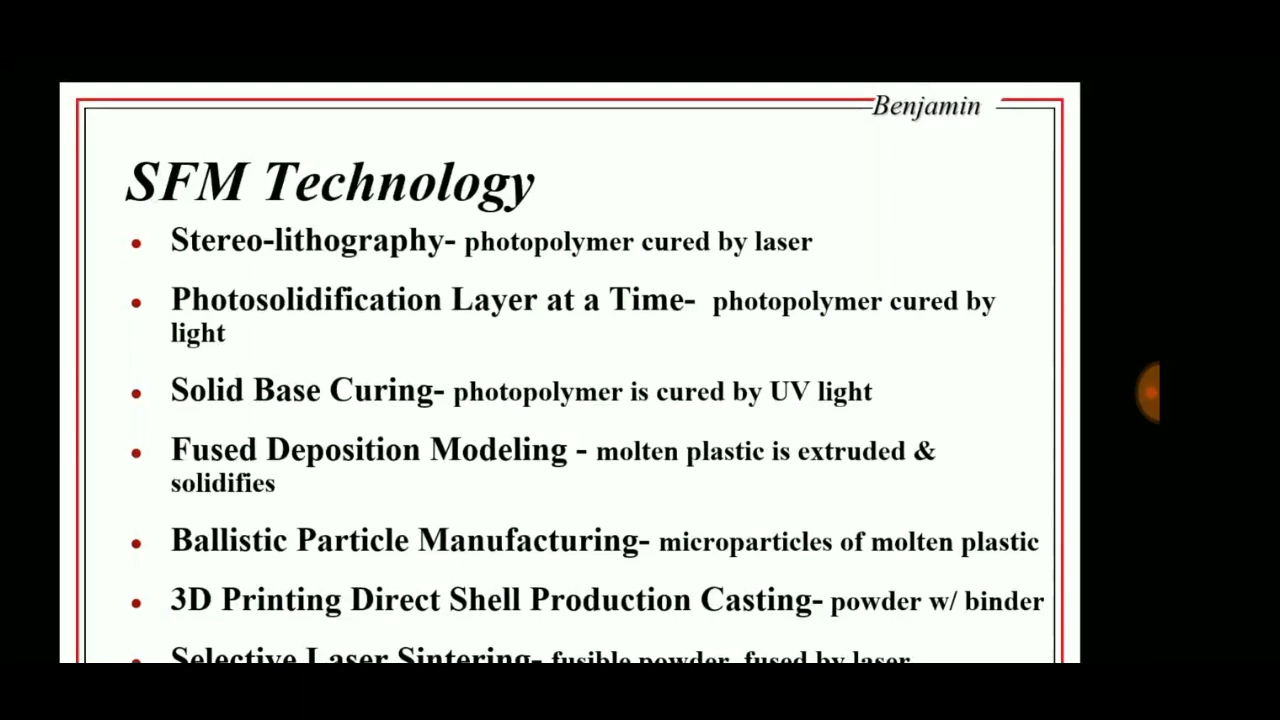 Benjamin
SFM Technology
• Stereo-lithography- photopolymer cured by laser
• Photosolidification Layer at a Time- photopolymer cured by
light
• Solid Base Curing- photopolymer is cured by UV light
• Fused Deposition Modeling - molten plastic is extruded &
solidifies
• Ballistic Particle Manufacturing- microparticles of molten plastic
• 3D Printing Direct Shell Production Casting- powder w/ binder
• Selective Laser Sintering- fusible powder, fused by laser